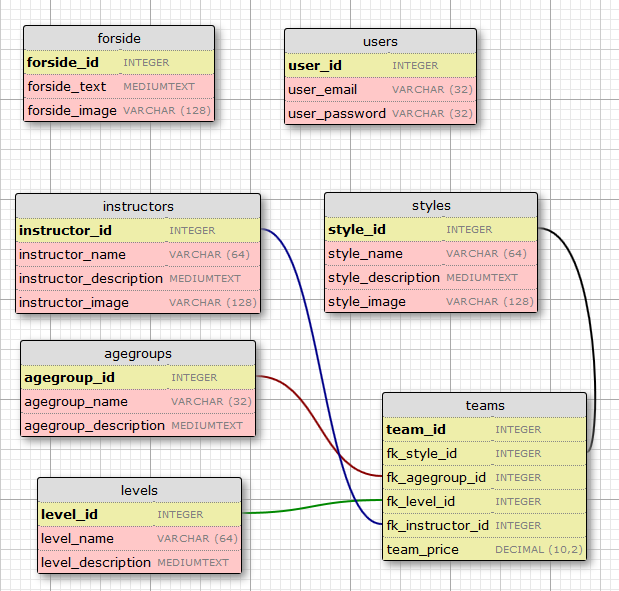 forside
forside_id INTEGER
forside_text MEDIUMTEXT
forside_image VARCHAR (128)
users
user_id INTEGER
user_email VARCHAR (32)
user_password VARCHAR (32)
instructors
instructor_id INTEGER
instructor_name VARCHAR (64)
instructor_description MEDIUMTEXT
instructor_image VARCHAR (128)
styles
style_id INTEGER
style_name VARCHAR (64)
style_description MEDIUMTEXT
style_image VARCHAR (128)
agegroups
agegroup_id INTEGER
agegroup_name VARCHAR (32)
agegroup_description MEDIUMTEXT
teams
team_id INTEGER
fk_style_id INTEGER
fk_agegroup_id INTEGER
fk_level_id INTEGER
fk_instructor_id INTEGER
team_price DECIMAL (10,2)
levels
level_id INTEGER
level_name VARCHAR (64)
level_description MEDIUMTEXT